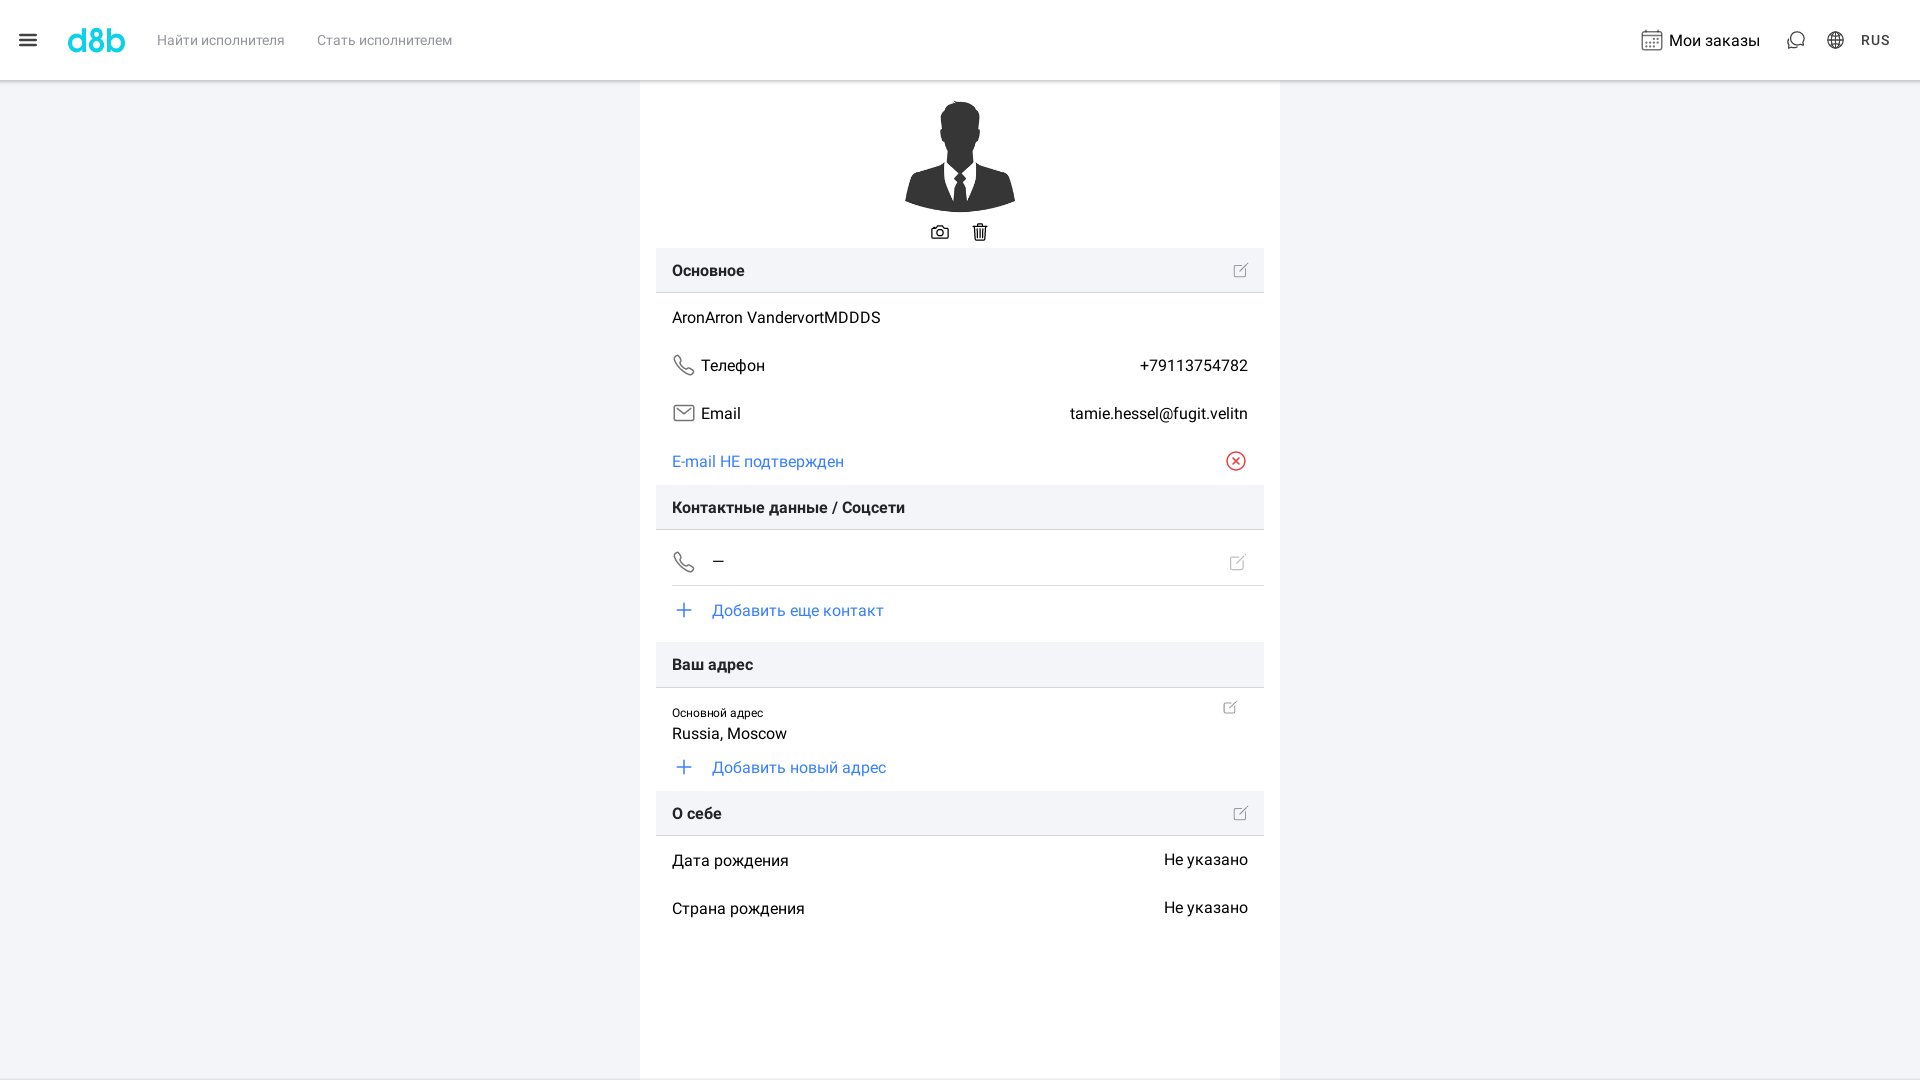 d8b Найти исполнителя Стать исполнителем Мои заказы RUS
Основное
AronArron VandervortMDDDS
Телефон +79113754782
Email tamie.hessel@fugit.velitn
E-mail НЕ подтвержден
Контактные данные / Соцсети
—
Добавить еще контакт
Ваш адрес
Основной адрес
Russia, Moscow
Добавить новый адрес
О себе
Дата рождения Не указано
Страна рождения Не указано